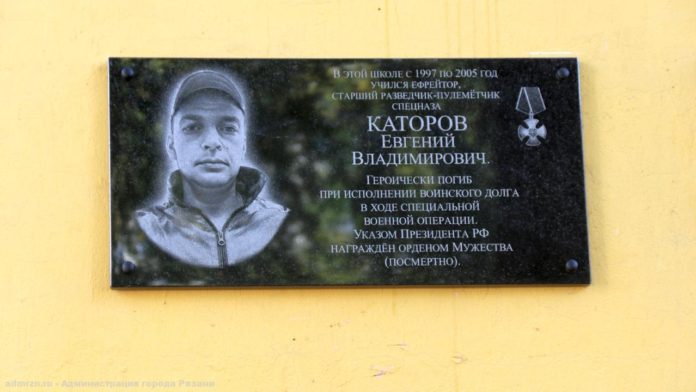 В этой школе с 1997 по 2005 год
учился ефрейтор,
старший разведчик-пулемётчик
спецназа
КАТОРОВ
Евгений
Владимирович.
Героически погиб
при исполнении воинского долга
в ходе специальной
военной операции.
Указом Президента РФ
награждён орденом Мужества
(посмертно).
admrzn.ru - Администрация города Рязани